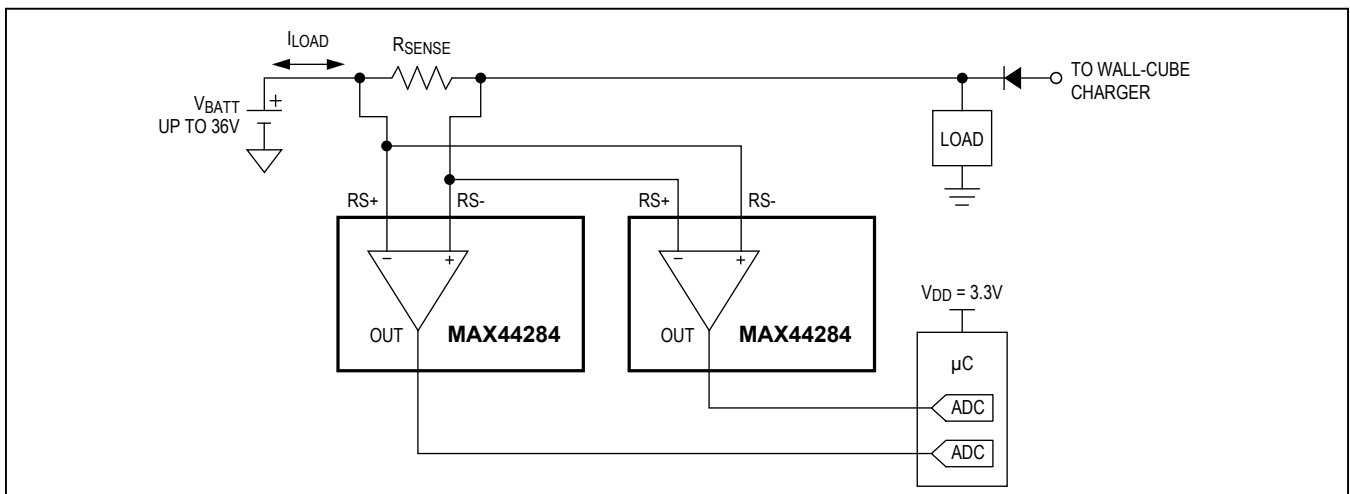 ILOAD
RSENSE
TO WALL-CUBE
CHARGER
VBATT
UP TO 36V
+
LOAD
RS+
RS-
RS+
RS-
− +
− +
VDD = 3.3V
OUT
MAX44284
OUT
MAX44284
µC
ADC
ADC